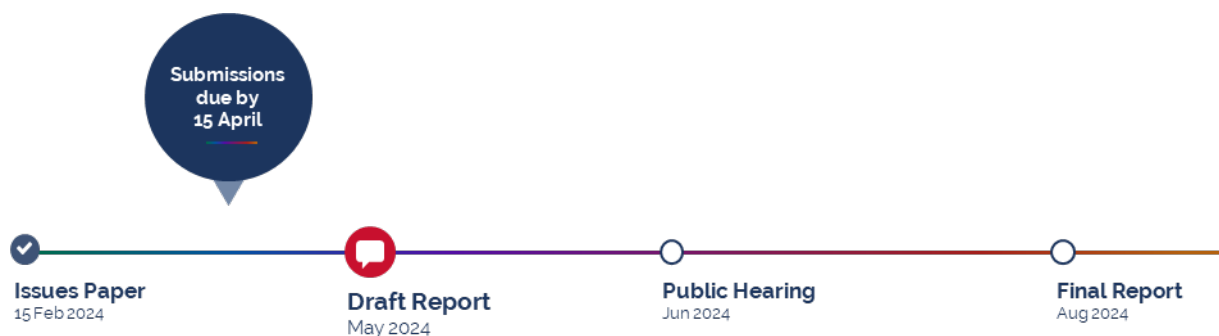 Submissions
due by
15 April
Issues Paper
15 Feb 2024
Draft Report
May 2024
Public Hearing
Jun 2024
Final Report
Aug 2024